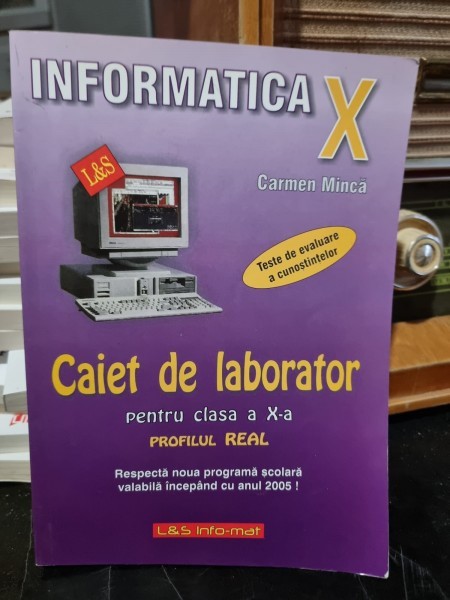 INFORMATICA
X
L&S
Carmen Mincă
Teste de evaluare
a cunostintelor
Caiet de laborator
pentru clasa a X-a
PROFILUL REAL
Respectă noua programă școlară
valabilă începând cu anul 2005 !
L&S Info-mat